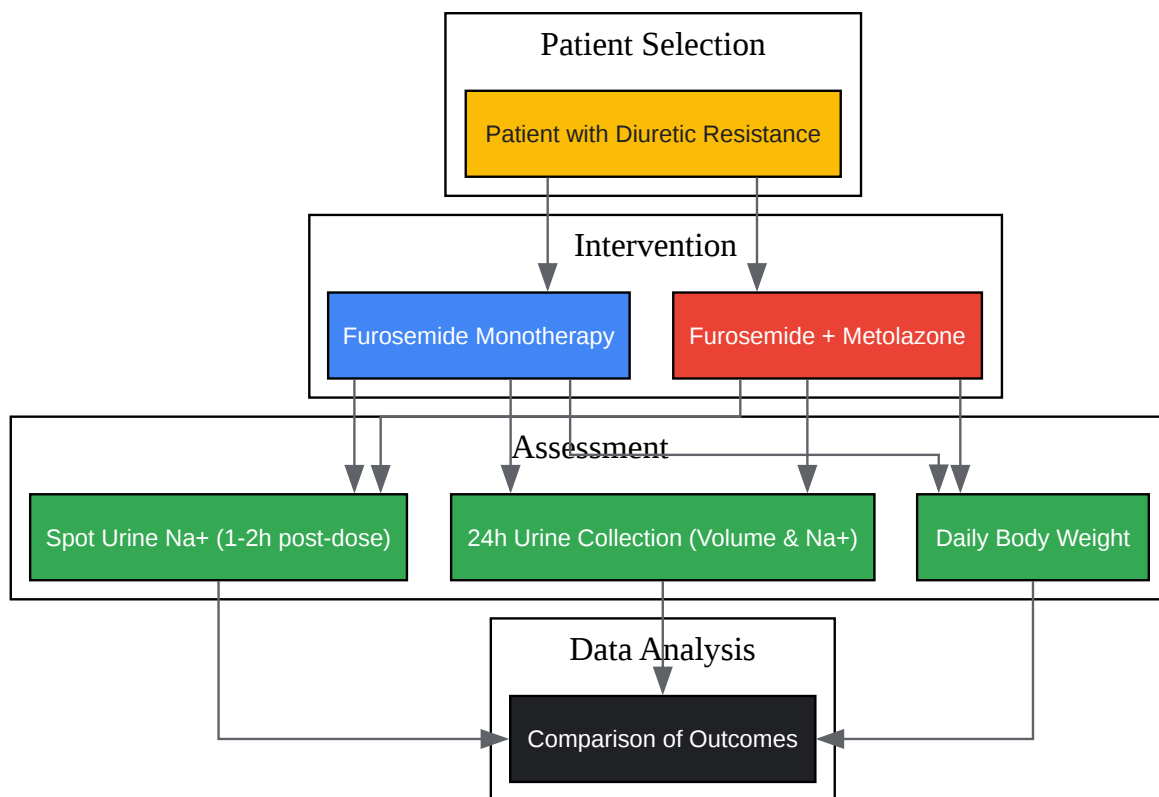 Patient Selection
Patient with Diuretic Resistance
Intervention
Furosemide Monotherapy
Furosemide + Metolazone
Assessment
Spot Urine Na+ (1-2h post-dose)
24h Urine Collection (Volume & Na+)
Daily Body Weight
Data Analysis
Comparison of Outcomes